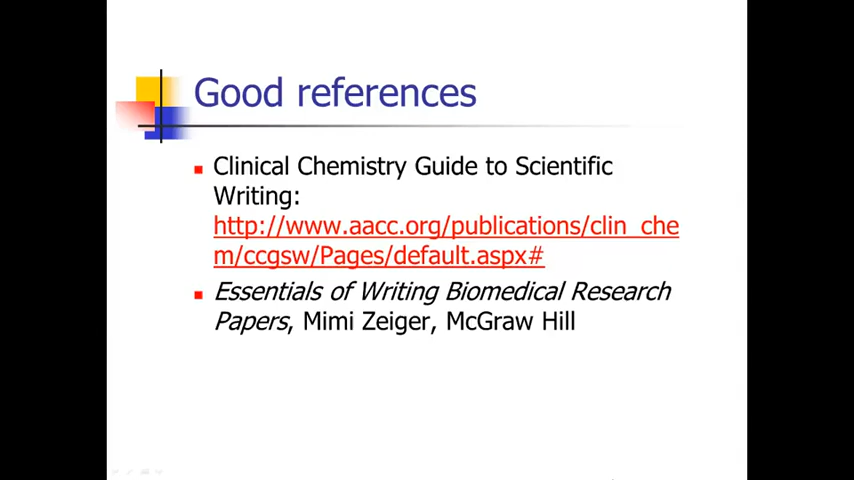 Good references
Clinical Chemistry Guide to Scientific
Writing:
http://www.aacc.org/publications/clin_che
m/ccgsw/Pages/default.aspx#
Essentials of Writing Biomedical Research
Papers, Mimi Zeiger, McGraw Hill